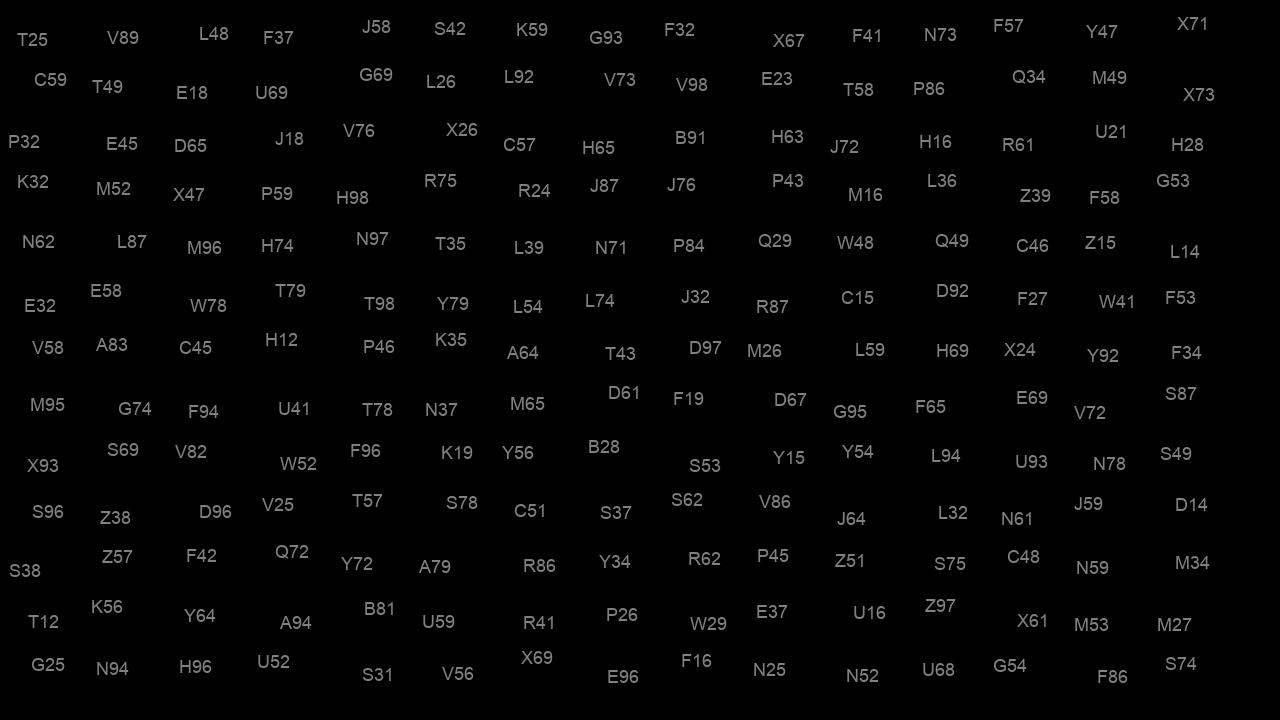 T25 V89 L48 F37 J58 S42 K59 G93 F32 X67 F41 N73 F57 Y47 X71
C59 T49 E18 U69 G69 L26 L92 V73 V98 E23 T58 P86 Q34 M49 X73
P32 E45 D65 J18 V76 X26 C57 H65 B91 H63 J72 H16 R61 U21 H28
K32 M52 X47 P59 H98 R75 R24 J87 J76 P43 M16 L36 Z39 F58 G53
N62 L87 M96 H74 N97 T35 L39 N71 P84 Q29 W48 Q49 C46 Z15 L14
E32 E58 W78 T79 T98 Y79 L54 L74 J32 R87 C15 D92 F27 W41 F53
V58 A83 C45 H12 P46 K35 A64 T43 D97 M26 L59 H69 X24 Y92 F34
M95 G74 F94 U41 T78 N37 M65 D61 F19 D67 G95 F65 E69 V72 S87
X93 S69 V82 W52 F96 K19 Y56 B28 S53 Y15 Y54 L94 U93 N78 S49
S96 Z38 D96 V25 T57 S78 C51 S37 S62 V86 J64 L32 N61 J59 D14
S38 Z57 F42 Q72 Y72 A79 R86 Y34 R62 P45 Z51 S75 C48 N59 M34
T12 K56 Y64 A94 B81 U59 R41 P26 W29 E37 U16 Z97 X61 M53 M27
G25 N94 H96 U52 S31 V56 X69 E96 F16 N25 N52 U68 G54 F86 S74